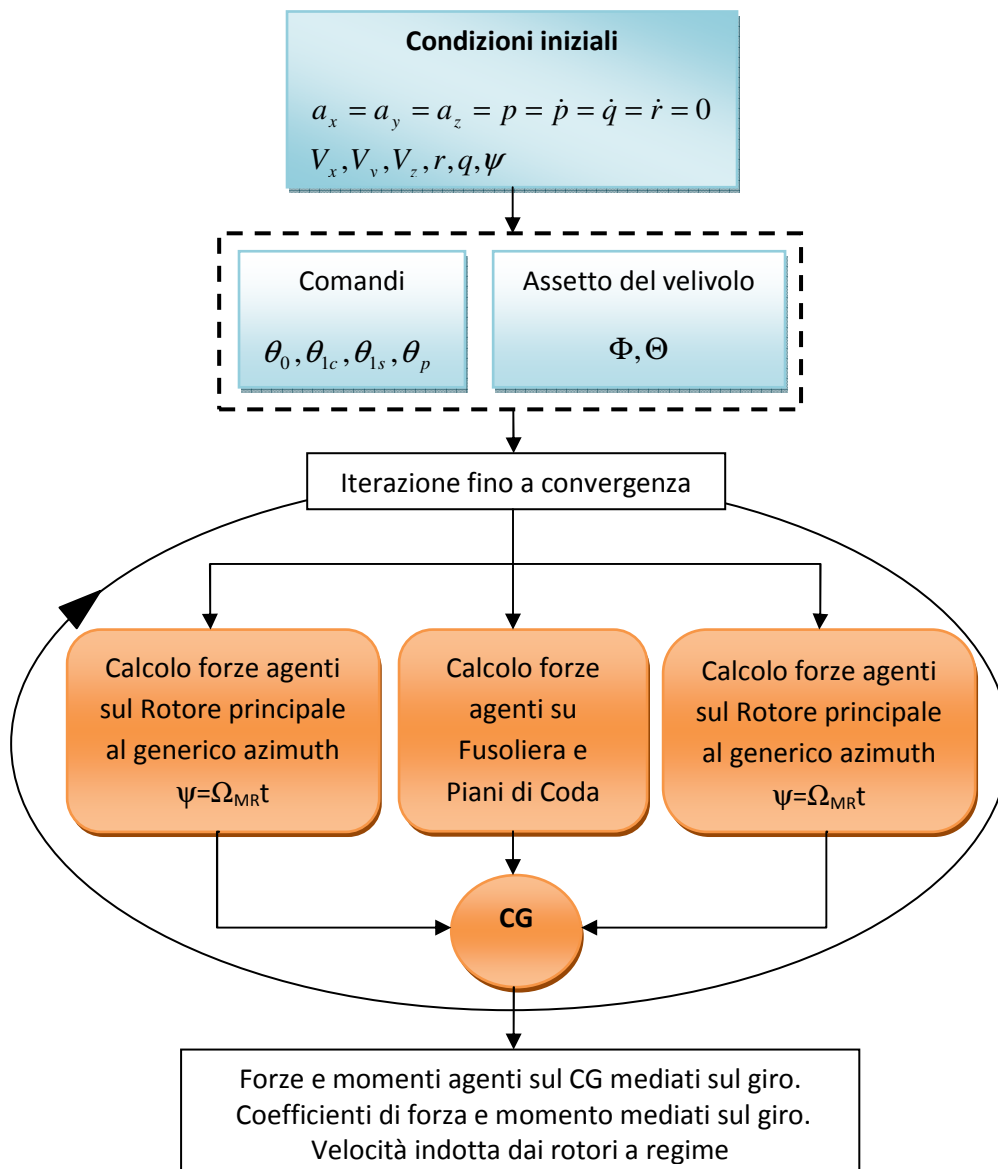 Condizioni iniziali
a_x = a_y = a_z = p = ṗ = q̇ = ṙ = 0
V_x, V_y, V_z, r, q, ψ
Comandi
θ_0, θ_1c, θ_1s, θ_p
Assetto del velivolo
Φ, Θ
Iterazione fino a convergenza
Calcolo forze agenti
sul Rotore principale
al generico azimuth
ψ=Ω_MR t
Calcolo forze
agenti su
Fusoliera e
Piani di Coda
Calcolo forze agenti
sul Rotore principale
al generico azimuth
ψ=Ω_MR t
CG
Forze e momenti agenti sul CG mediati sul giro.
Coefficienti di forza e momento mediati sul giro.
Velocità indotta dai rotori a regime